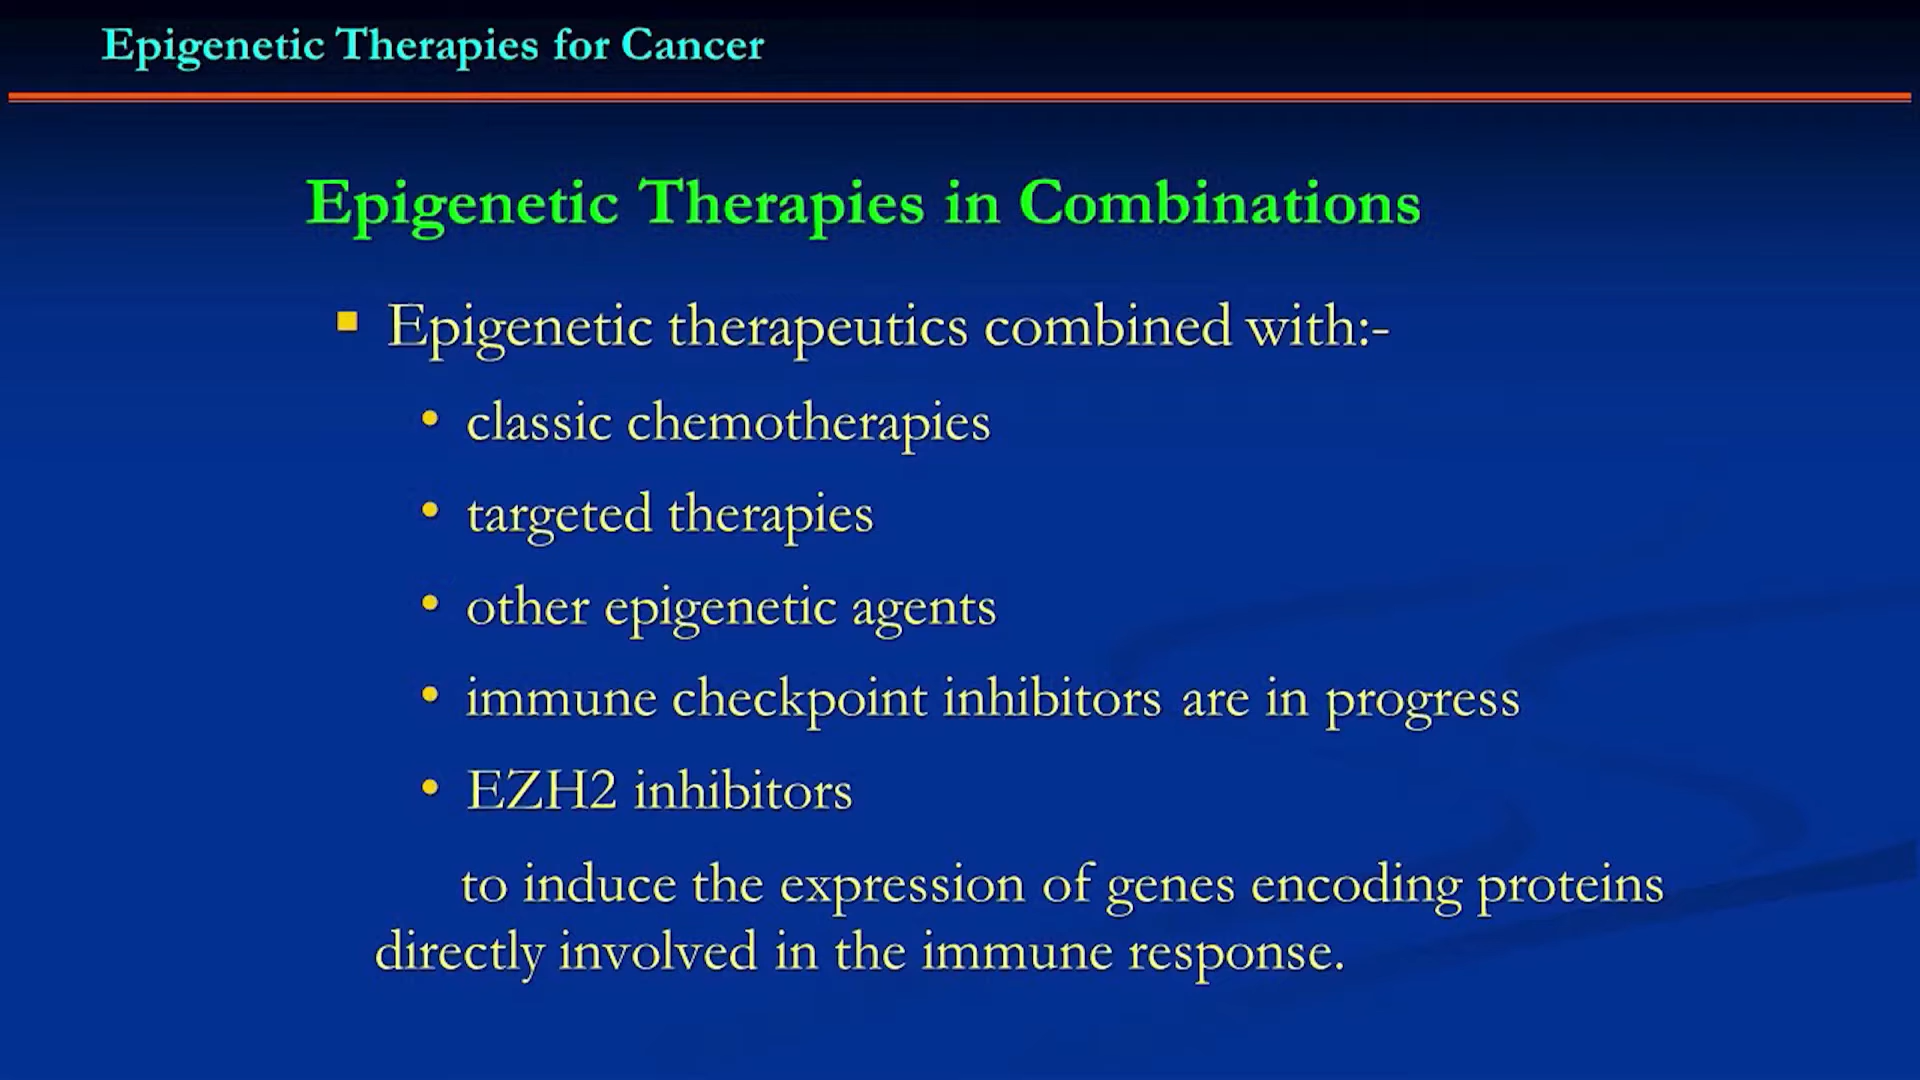 Epigenetic Therapies for Cancer
Epigenetic Therapies in Combinations
Epigenetic therapeutics combined with:-
classic chemotherapies
targeted therapies
other epigenetic agents
immune checkpoint inhibitors are in progress
EZH2 inhibitors
to induce the expression of genes encoding proteins
directly involved in the immune response.